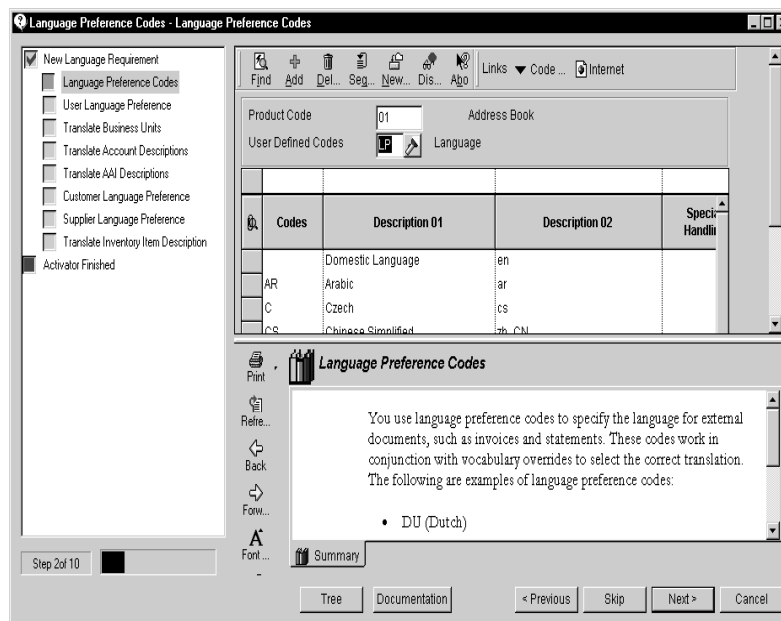 Language Preference Codes - Language Preference Codes
New Language Requirement
Language Preference Codes
User Language Preference
Translate Business Units
Translate Account Descriptions
Translate AAI Descriptions
Customer Language Preference
Supplier Language Preference
Translate Inventory Item Description
Activator Finished
Step 2of 10
Find Add Del... Seg... New... Dis... Abo Links Code ... Internet
Product Code 01 Address Book
User Defined Codes LP Language
Codes Description 01 Description 02 Special Handlin
Domestic Language en
AR Arabic ar
C Czech cs
CS Chinese Simplified zh_CN
Print
Refre...
Back
Forw...
Font ...
Language Preference Codes
You use language preference codes to specify the language for external
documents, such as invoices and statements. These codes work in
conjunction with vocabulary overrides to select the correct translation.
The following are examples of language preference codes:
• DU (Dutch)
Summary
Tree Documentation < Previous Skip Next > Cancel